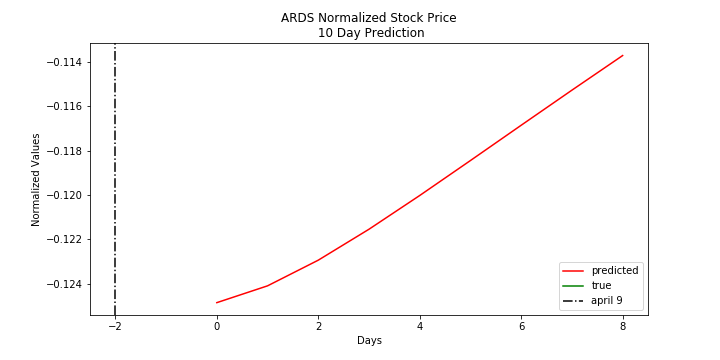 ARDS Normalized Stock Price
10 Day Prediction
Normalized Values
−0.114
−0.116
−0.118
−0.120
−0.122
−0.124
−2
0
2
4
6
8
Days
predicted
true
april 9